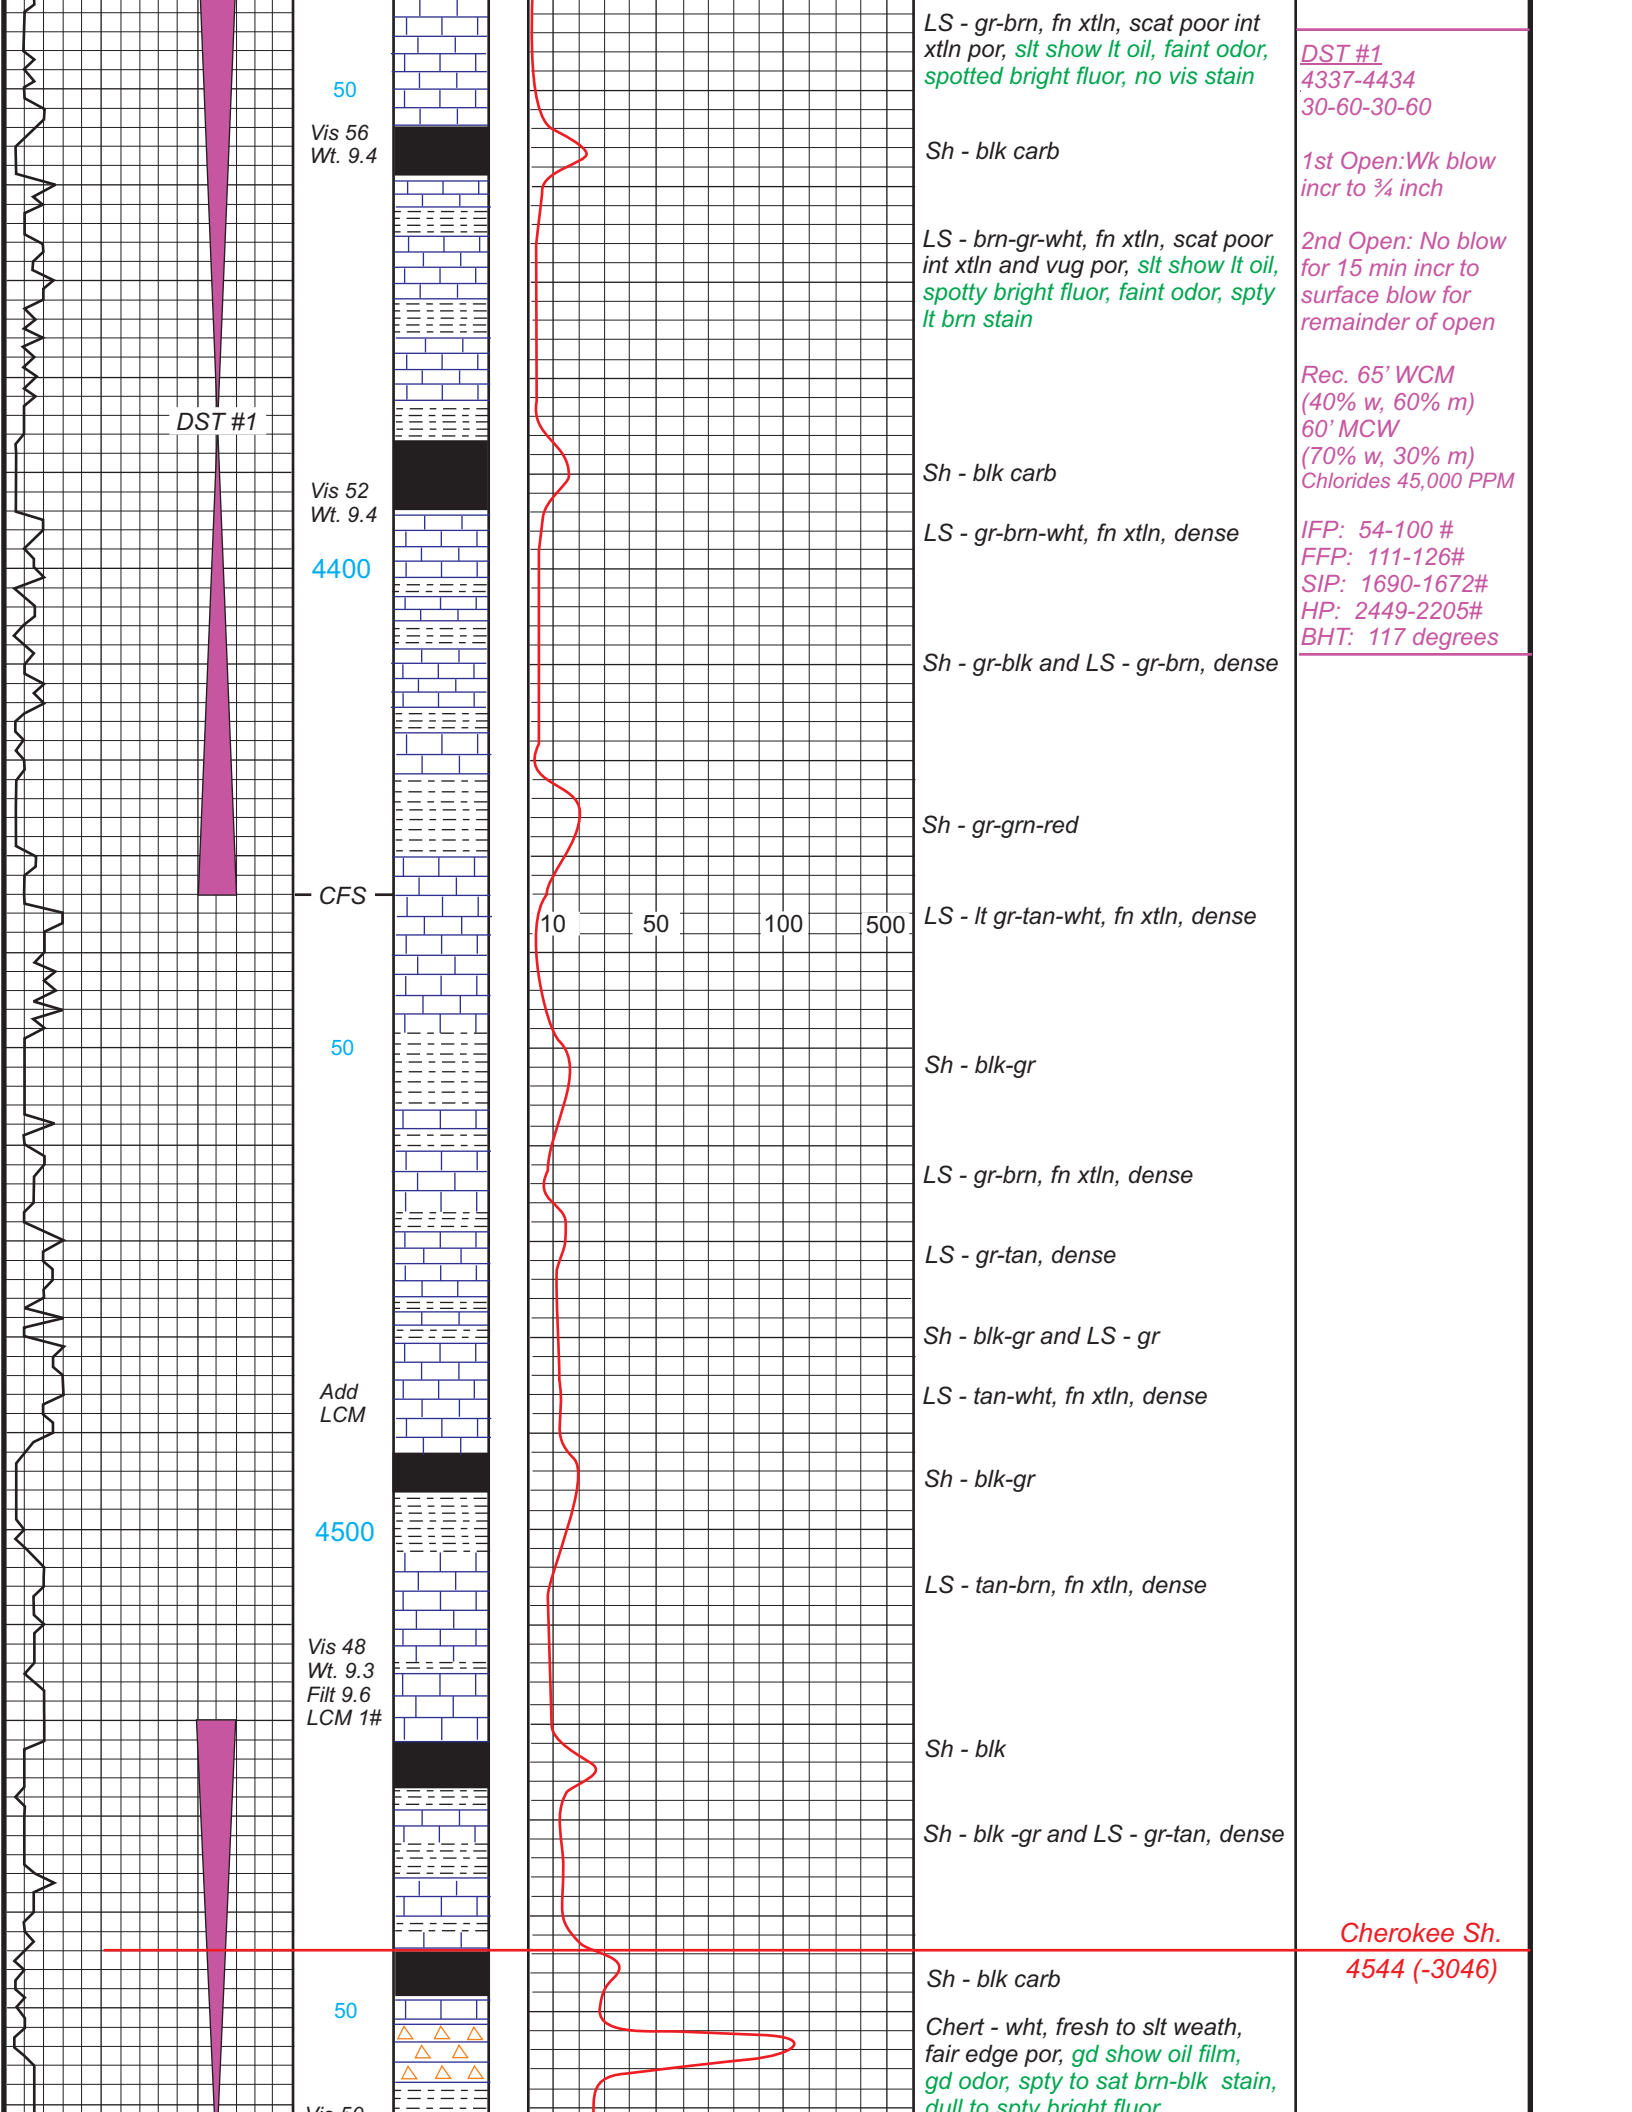 LS - gr-brn, fn xtln, scat poor int
xtln por, slt show lt oil, faint odor,
spotted bright fluor, no vis stain
DST #1
4337-4434
30-60-30-60
50
Vis 56
Wt. 9.4
Sh - blk carb
1st Open:Wk blow
incr to ¾ inch
LS - brn-gr-wht, fn xtln, scat poor
int xtln and vug por, slt show lt oil,
spotty bright fluor, faint odor, spty
lt brn stain
2nd Open: No blow
for 15 min incr to
surface blow for
remainder of open
Rec. 65' WCM
(40% w, 60% m)
60' MCW
(70% w, 30% m)
Chlorides 45,000 PPM
DST #1
Sh - blk carb
Vis 52
Wt. 9.4
LS - gr-brn-wht, fn xtln, dense
IFP: 54-100 #
FFP: 111-126#
SIP: 1690-1672#
HP: 2449-2205#
BHT: 117 degrees
4400
Sh - gr-blk and LS - gr-brn, dense
Sh - gr-grn-red
CFS
LS - lt gr-tan-wht, fn xtln, dense
10 50 100 500
50
Sh - blk-gr
LS - gr-brn, fn xtln, dense
LS - gr-tan, dense
Sh - blk-gr and LS - gr
Add
LCM
LS - tan-wht, fn xtln, dense
Sh - blk-gr
4500
LS - tan-brn, fn xtln, dense
Vis 48
Wt. 9.3
Filt 9.6
LCM 1#
Sh - blk
Sh - blk -gr and LS - gr-tan, dense
Cherokee Sh.
4544 (-3046)
Sh - blk carb
50
Chert - wht, fresh to slt weath,
fair edge por, gd show oil film,
gd odor, spty to sat brn-blk stain,
dull to spty bright fluor
Vis 50